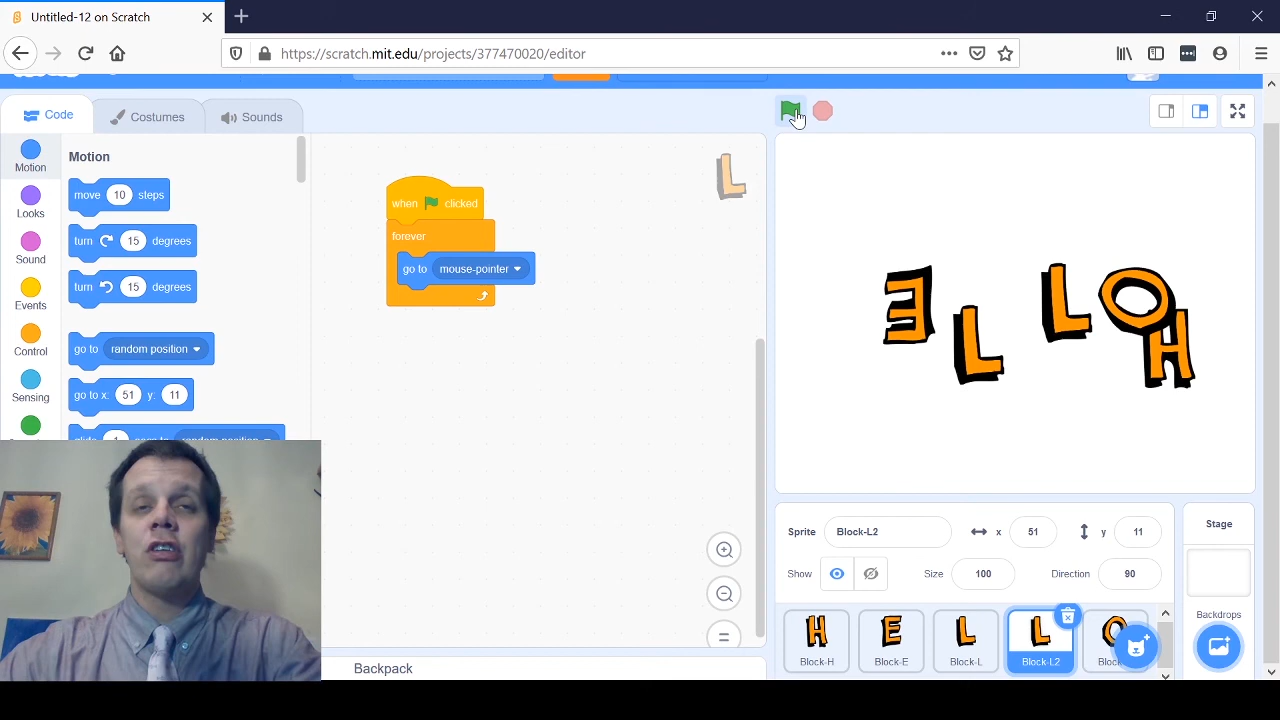 Untitled-12 on Scratch
https://scratch.mit.edu/projects/377470020/editor
Code
Costumes
Sounds
Motion
Looks
Sound
Events
Control
Sensing
Motion
move 10 steps
turn 15 degrees
turn 15 degrees
go to random position
go to x: 51 y: 11
when clicked
forever
go to mouse-pointer
L
E L L O H
Sprite Block-L2 x 51 y 11
Show Size 100 Direction 90
H E L L O
Block-H Block-E Block-L Block-L2
Stage
Backdrops
Backpack